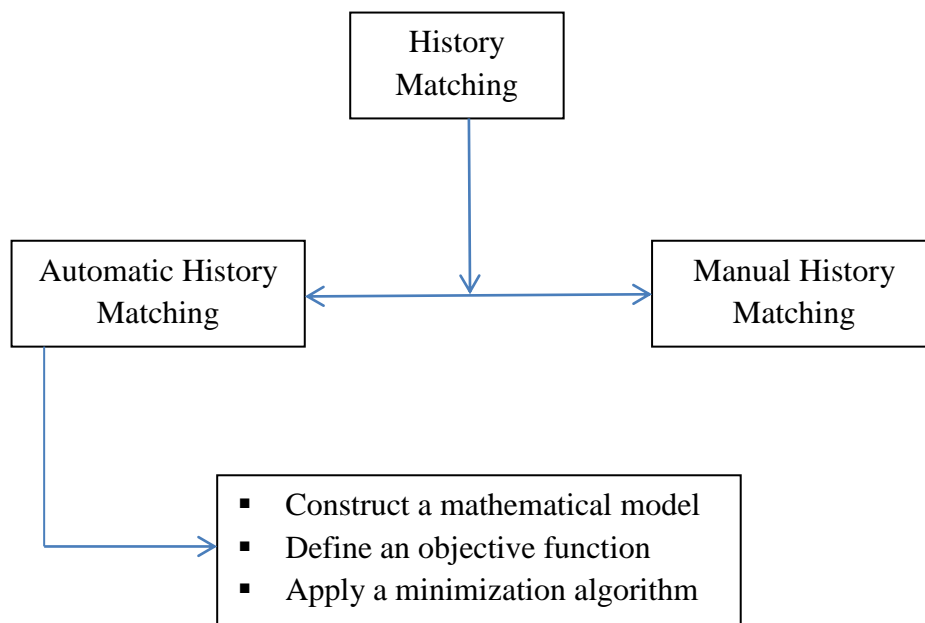 History
Matching
Automatic History
Matching
Manual History
Matching
▪ Construct a mathematical model
▪ Define an objective function
▪ Apply a minimization algorithm